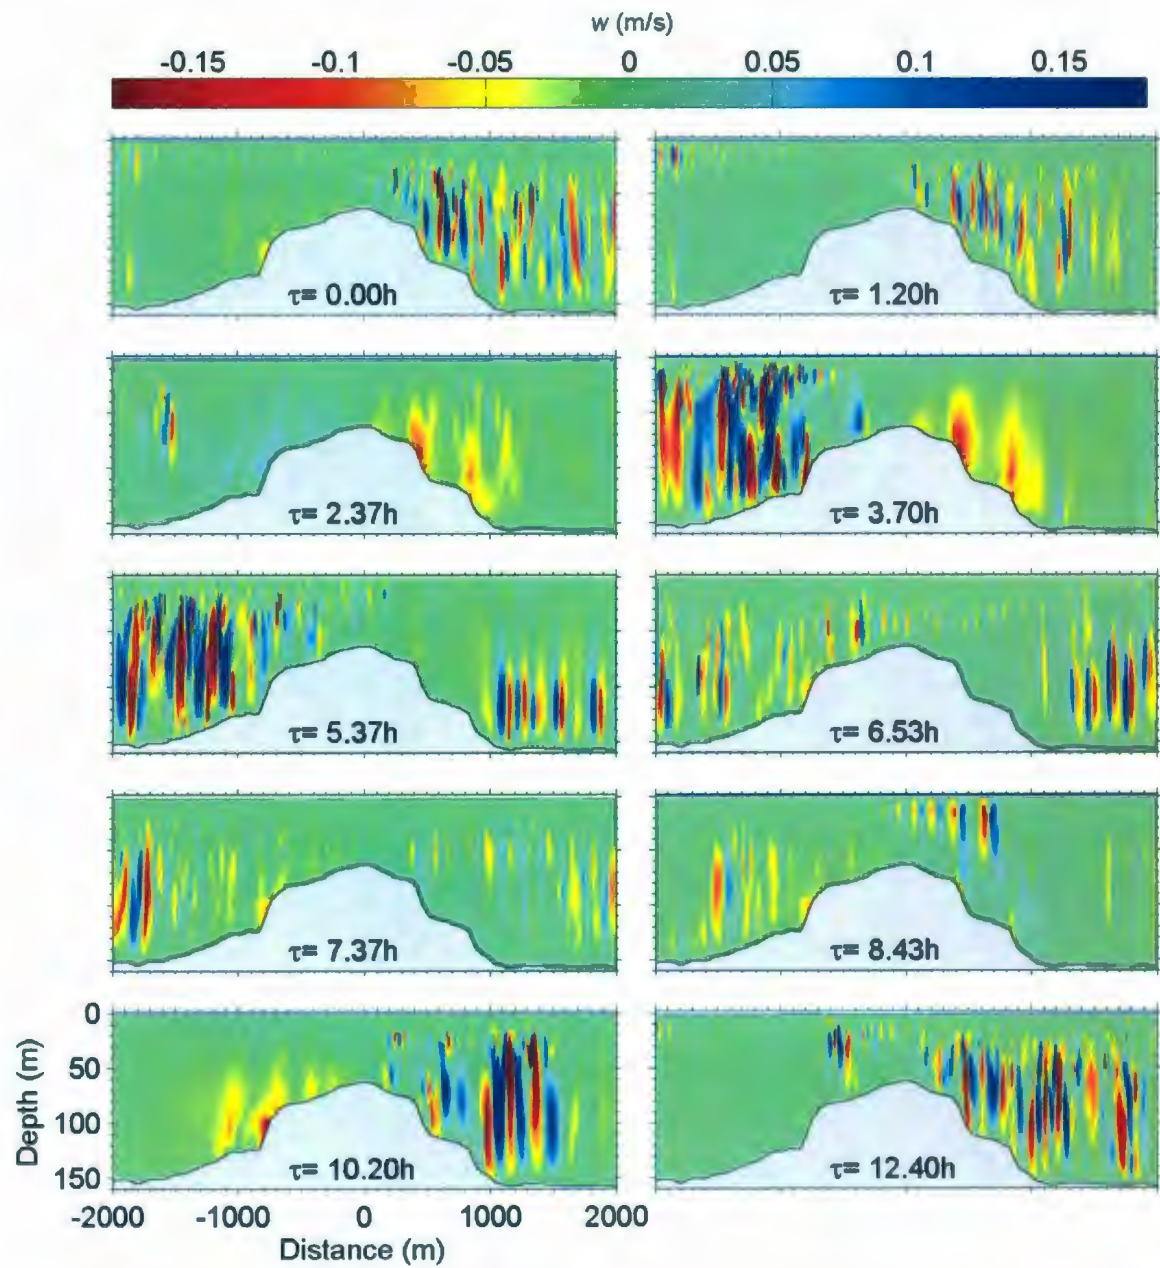 w (m/s)
-0.15 -0.1 -0.05 0 0.05 0.1 0.15
τ= 0.00h τ= 1.20h
τ= 2.37h τ= 3.70h
τ= 5.37h τ= 6.53h
τ= 7.37h τ= 8.43h
0
50
100
150
Depth (m)
τ= 10.20h τ= 12.40h
-2000 -1000 0 1000 2000
Distance (m)